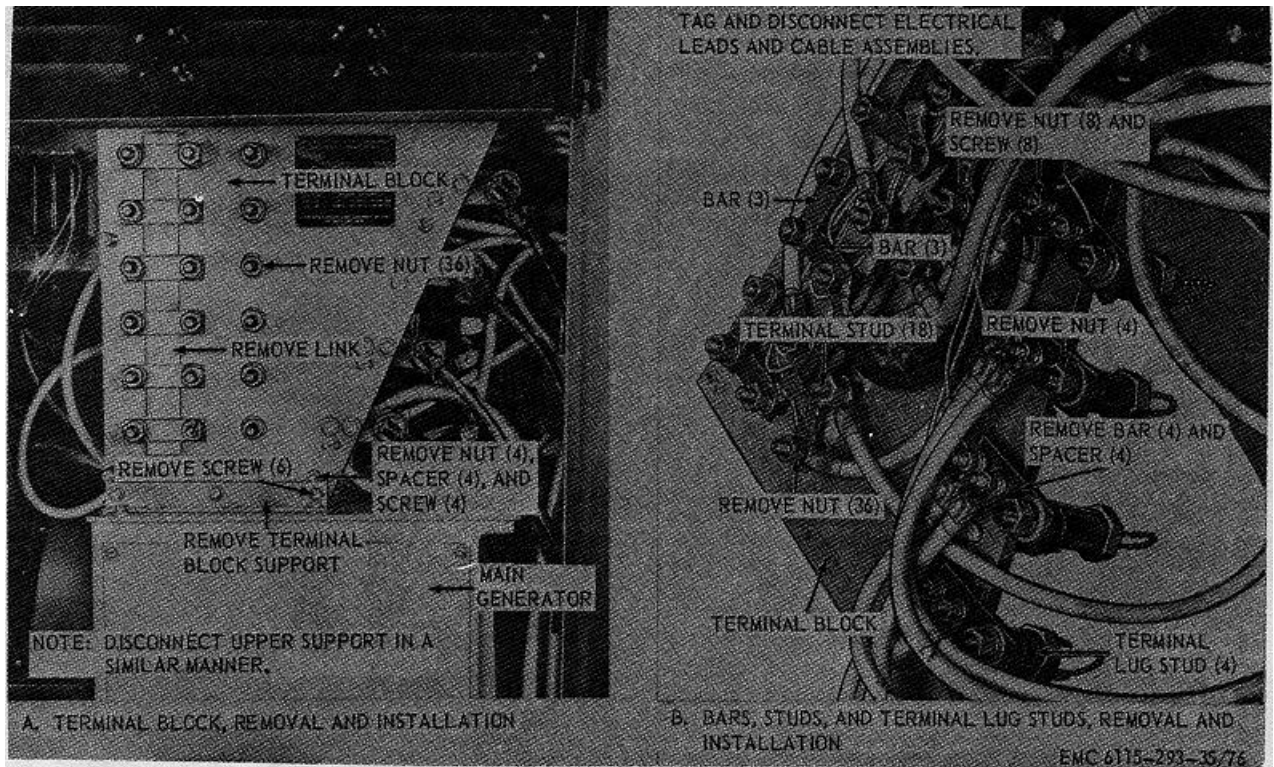 TERMINAL BLOCK
REMOVE NUT (36)
REMOVE LINK
REMOVE SCREW (6)
REMOVE NUT (4),
SPACER (4), AND
SCREW (4)
REMOVE TERMINAL
BLOCK SUPPORT
MAIN
GENERATOR
NOTE: DISCONNECT UPPER SUPPORT IN A
SIMILAR MANNER.
A. TERMINAL BLOCK, REMOVAL AND INSTALLATION
TAG AND DISCONNECT ELECTRICAL
LEADS AND CABLE ASSEMBLIES.
REMOVE NUT (8) AND
SCREW (8)
BAR (3)
BAR (3)
TERMINAL STUD (18)
REMOVE NUT (4)
REMOVE BAR (4) AND
SPACER (4)
REMOVE NUT (36)
TERMINAL BLOCK
TERMINAL
LUG STUD (4)
B. BARS, STUDS, AND TERMINAL LUG STUDS, REMOVAL AND
INSTALLATION
EMC 6115-293-35/76